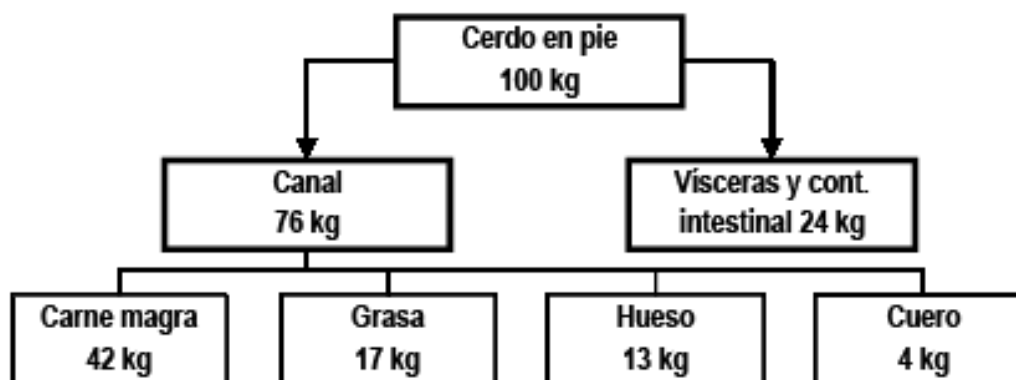 Cerdo en pie
100 kg
Canal
76 kg
Vísceras y cont.
intestinal 24 kg
Carne magra
42 kg
Grasa
17 kg
Hueso
13 kg
Cuero
4 kg